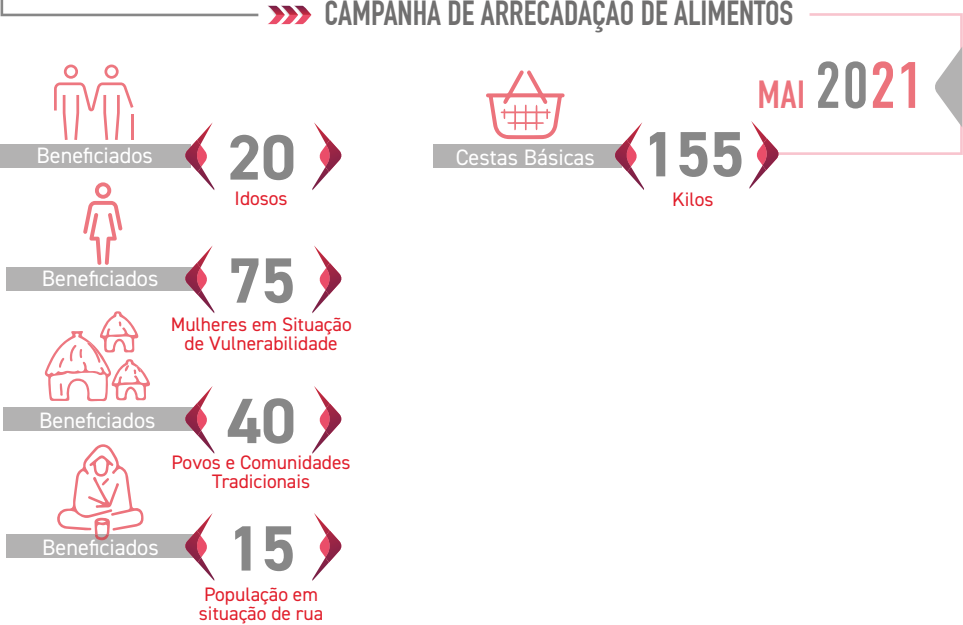 CAMPANHA DE ARRECADAÇÃO DE ALIMENTOS
MAI 2021
Beneficiados
20
Idosos
Cestas Básicas
155
Kilos
Beneficiados
75
Mulheres em Situação
de Vulnerabilidade
Beneficiados
40
Povos e Comunidades
Tradicionais
Beneficiados
15
População em
situação de rua